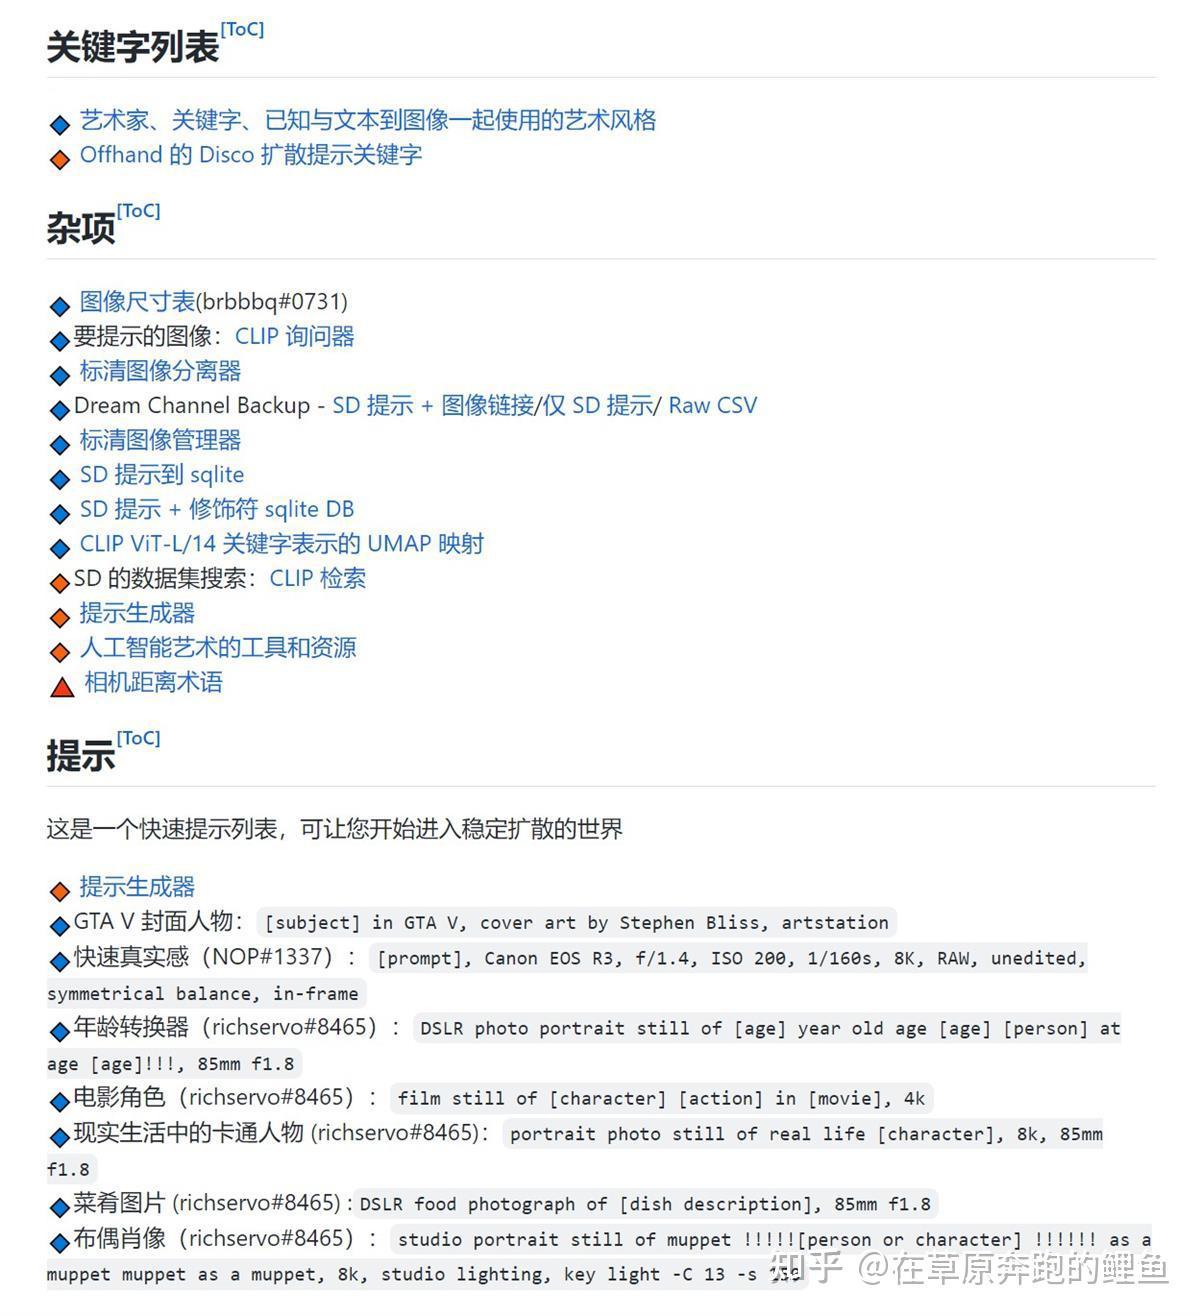 关键字列表[ToC]
艺术家、关键字、已知与文本到图像一起使用的艺术风格
Offhand 的 Disco 扩散提示关键字
杂项[ToC]
图像尺寸表(brbbbq#0731)
要提示的图像：CLIP 询问器
标清图像分离器
Dream Channel Backup - SD 提示 + 图像链接/仅 SD 提示/ Raw CSV
标清图像管理器
SD 提示到 sqlite
SD 提示 + 修饰符 sqlite DB
CLIP ViT-L/14 关键字表示的 UMAP 映射
SD 的数据集搜索：CLIP 检索
提示生成器
人工智能艺术的工具和资源
相机距离术语
提示[ToC]
这是一个快速提示列表，可让您开始进入稳定扩散的世界
提示生成器
GTA V 封面人物： [subject] in GTA V, cover art by Stephen Bliss, artstation
快速真实感（NOP#1337）： [prompt], Canon EOS R3, f/1.4, ISO 200, 1/160s, 8K, RAW, unedited,
symmetrical balance, in-frame
年龄转换器（richservo#8465）： DSLR photo portrait still of [age] year old age [age] [person] at
age [age]!!!, 85mm f1.8
电影角色（richservo#8465）： film still of [character] [action] in [movie], 4k
现实生活中的卡通人物 (richservo#8465)： portrait photo still of real life [character], 8k, 85mm
f1.8
菜肴图片 (richservo#8465) : DSLR food photograph of [dish description], 85mm f1.8
布偶肖像（richservo#8465）： studio portrait still of muppet !!!!![person or character] !!!!!! as a
muppet muppet as a muppet, 8k, studio lighting, key light -C 13 -s
知乎 @在草原奔跑的鲤鱼